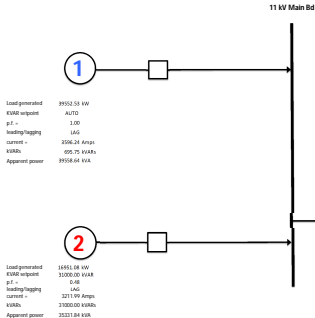 11 kV Main Bd
1
Load generated 39552.53 kW
KVAR setpoint AUTO
p.f. = 1.00
leading/lagging LAG
current = 3596.24 Amps
kVARs 695.75 kVARs
Apparent power 39558.64 kVA
2
Load generated 16951.08 kW
KVAR setpoint 31000.00 kVAR
p.f. = 0.48
leading/lagging LAG
current = 3211.99 Amps
kVARs 31000.00 kVARs
Apparent power 35331.84 kVA